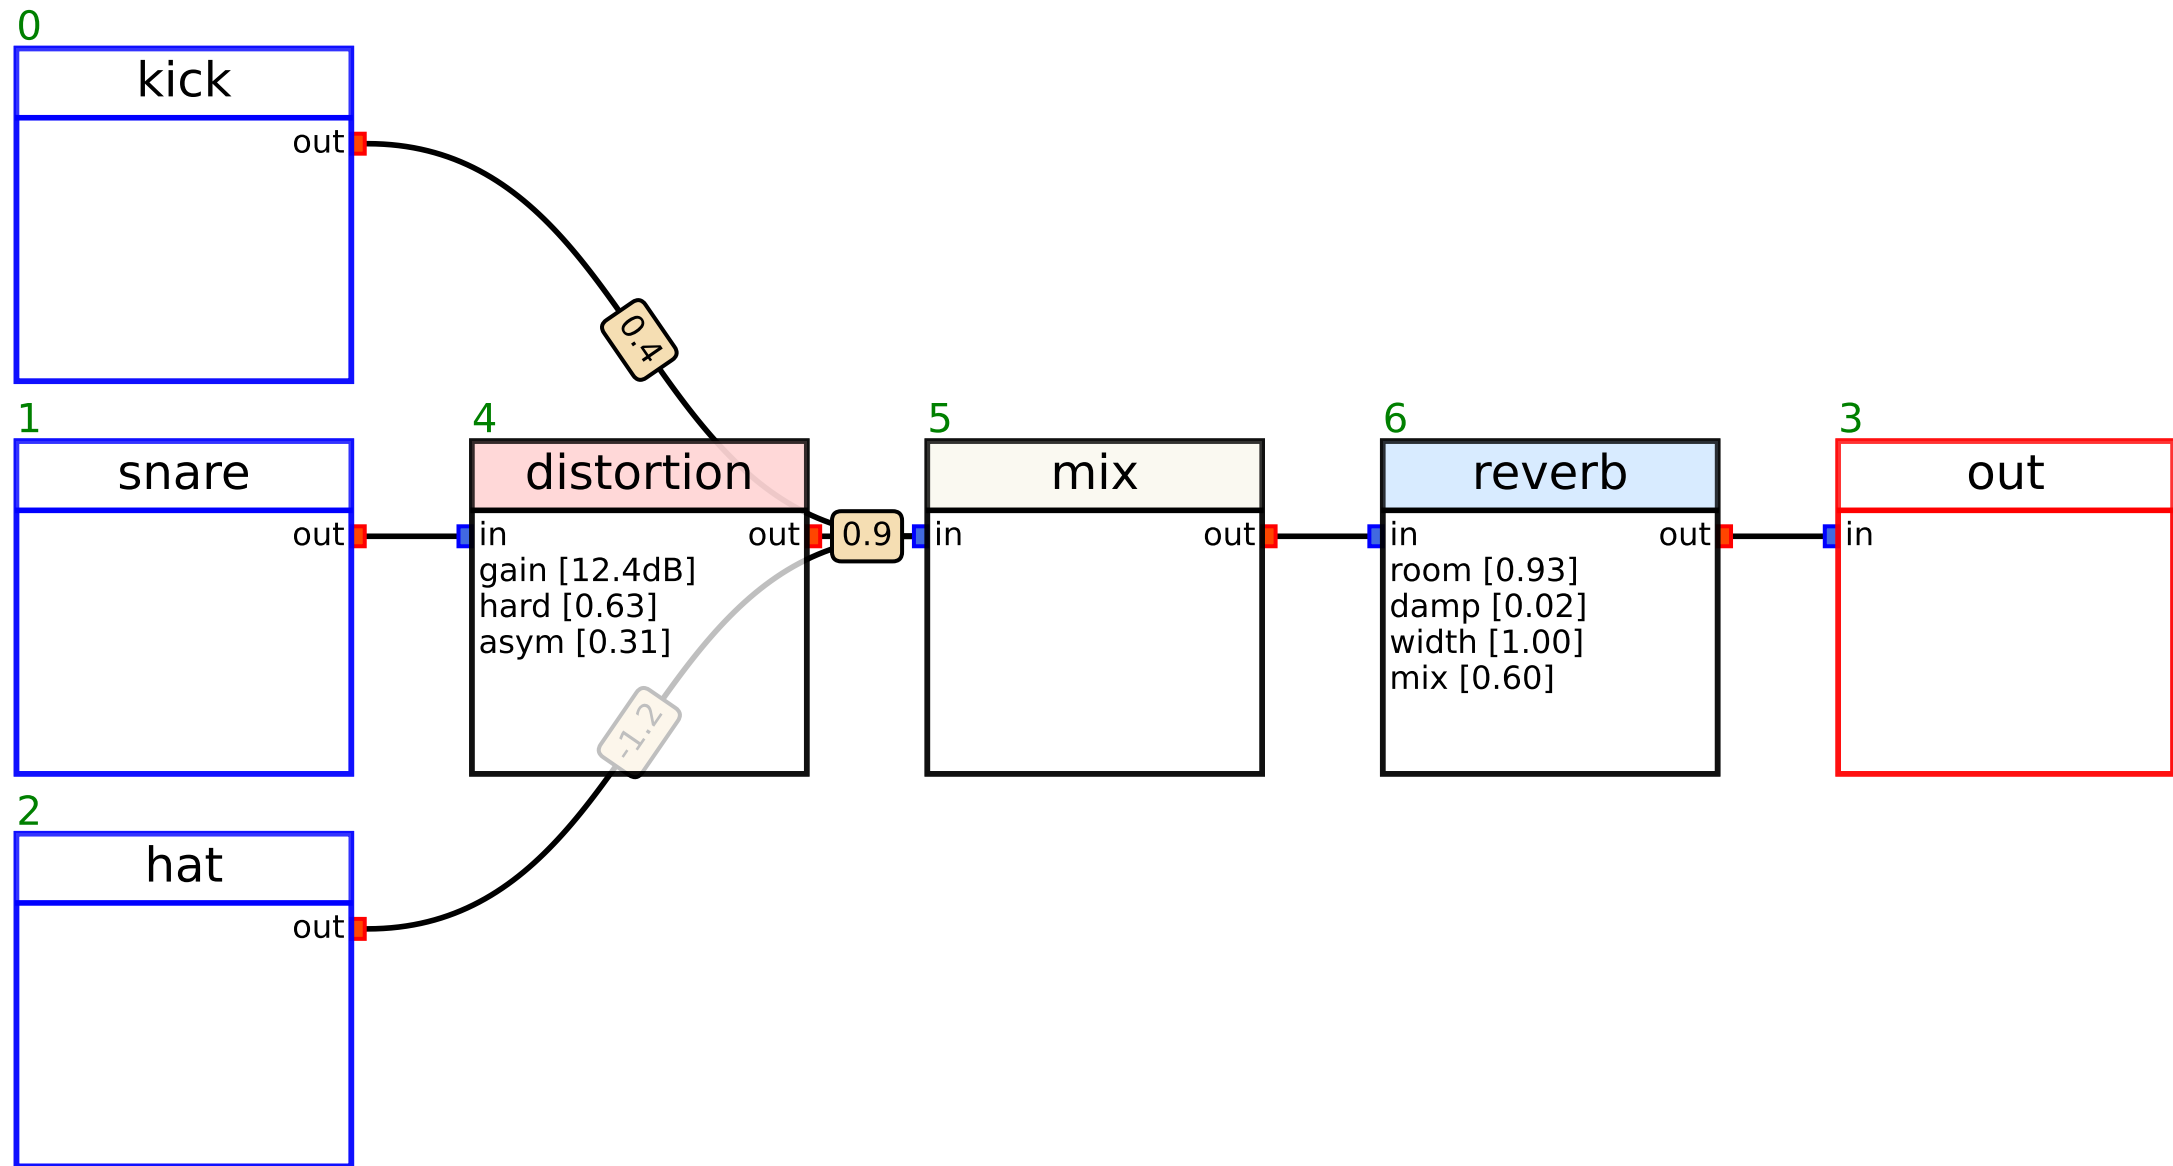 0
kick
out
0.4
1
snare
out
4
distortion
in
out
gain [12.4dB]
hard [0.63]
asym [0.31]
-1.2
0.9
5
mix
in
out
6
reverb
in
out
room [0.93]
damp [0.02]
width [1.00]
mix [0.60]
3
out
in
2
hat
out